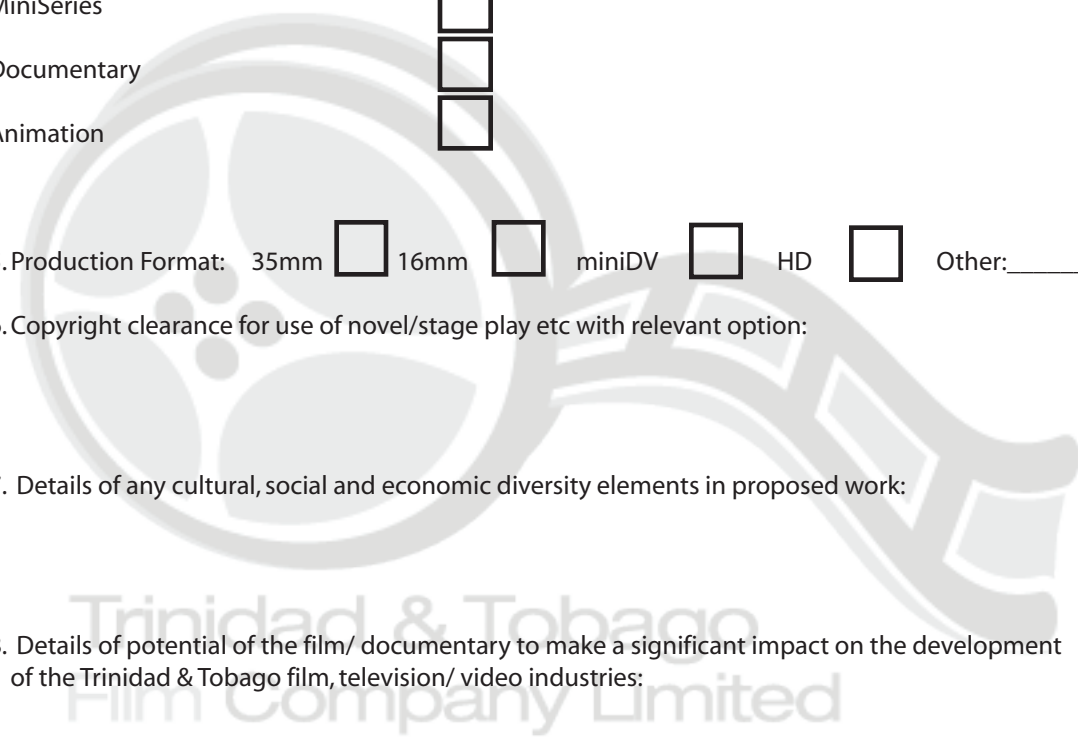 MiniSeries
Documentary
Animation
. Production Format: 35mm 16mm miniDV HD Other:______
. Copyright clearance for use of novel/stage play etc with relevant option:
. Details of any cultural, social and economic diversity elements in proposed work:
Trinidad & Tobago
. Details of potential of the film/ documentary to make a significant impact on the development
of the Trinidad & Tobago film, television/ video industries:
Film Company Limited